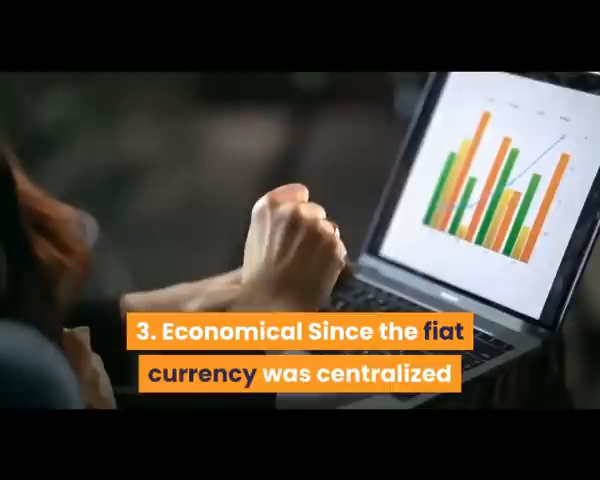 3. Economical Since the fiat
currency was centralized